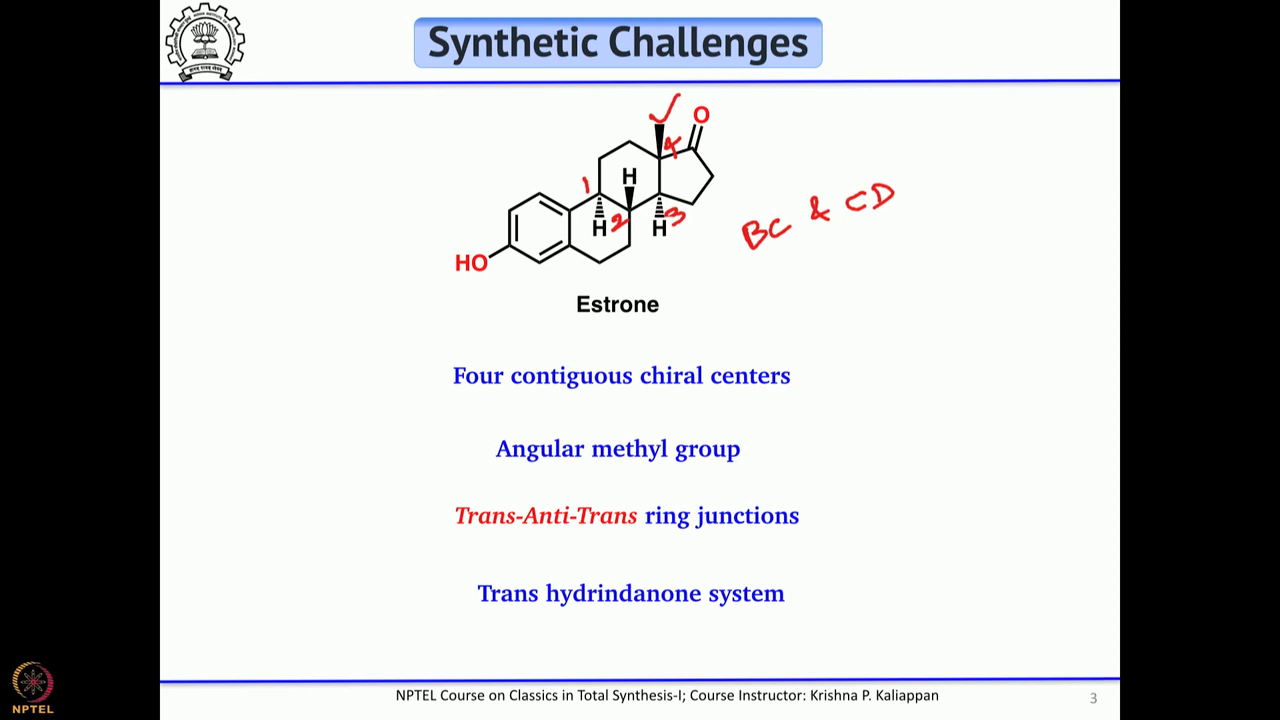 Synthetic Challenges
O
4
1
H
H
2
H
3
BC & CD
HO
Estrone
Four contiguous chiral centers
Angular methyl group
Trans-Anti-Trans ring junctions
Trans hydrindanone system
NPTEL Course on Classics in Total Synthesis-I; Course Instructor: Krishna P. Kaliappan
3
NPTEL